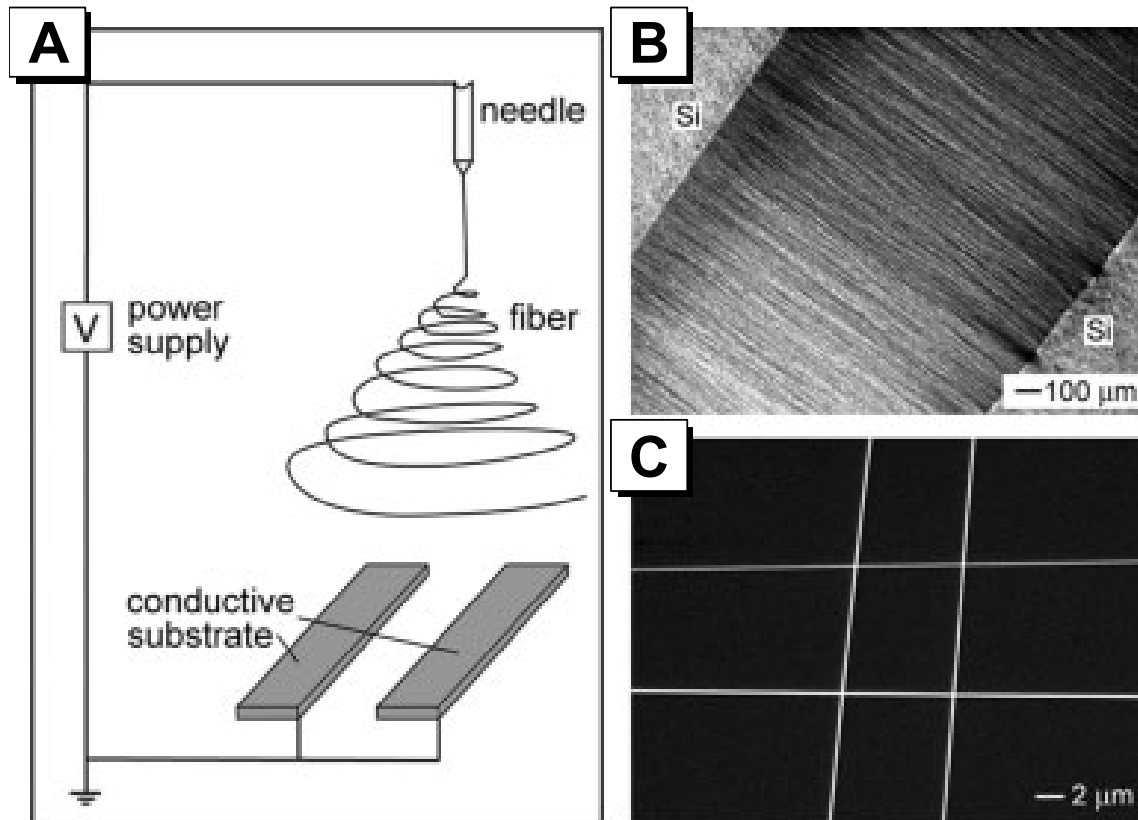 A
needle
V
power
supply
fiber
conductive
substrate
B
Si
Si
100 μm
C
2 μm